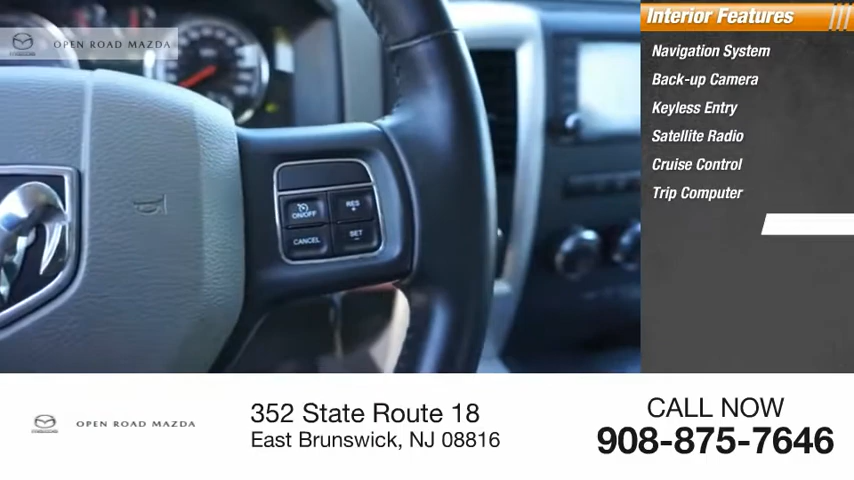 OPEN ROAD MAZDA
Interior Features
Navigation System
Back-up Camera
Keyless Entry
Satellite Radio
Cruise Control
Trip Computer
ON/OFF
RES
+
CANCEL
SET
-
OPEN ROAD MAZDA
352 State Route 18
East Brunswick, NJ 08816
CALL NOW
908-875-7646